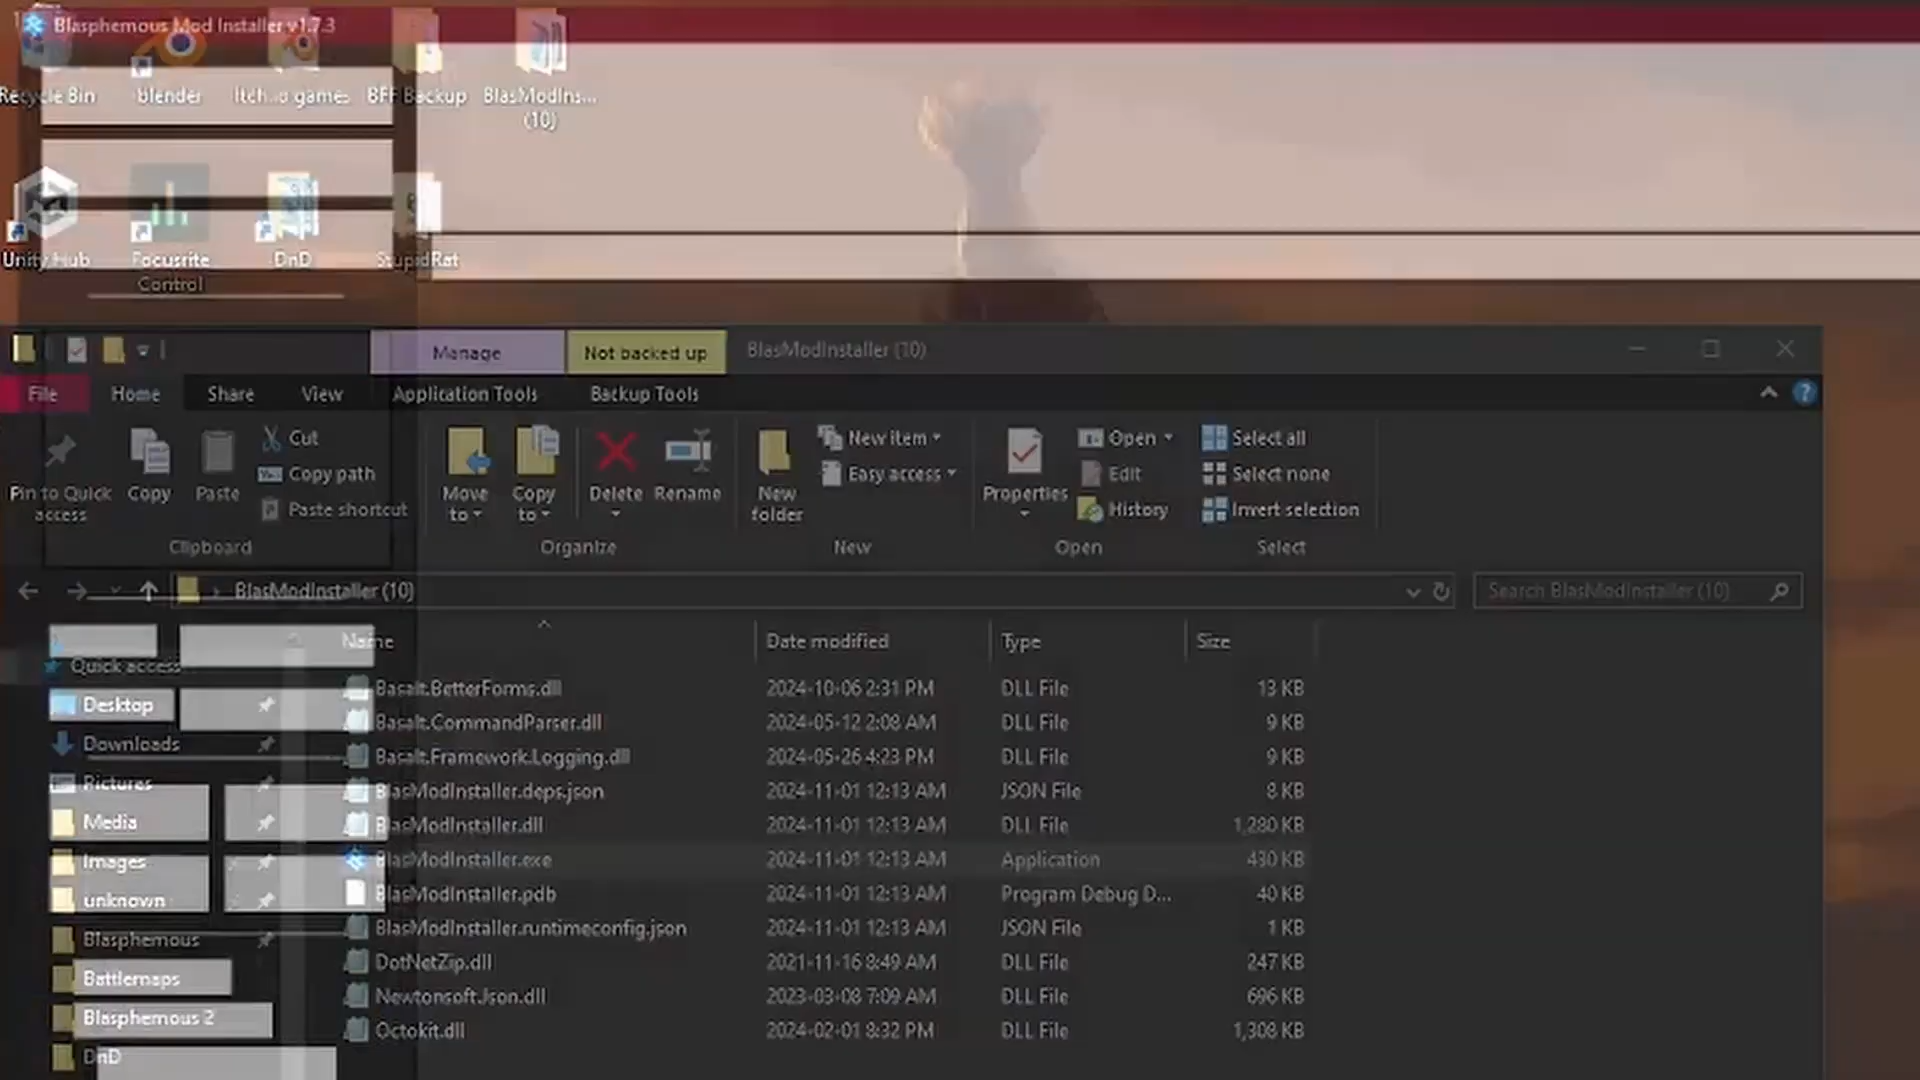 Blasphemous Mod Installer v1.7.3
Recycle Bin
blender
Itch.io games
BFF Backup
BlasModIns...
(10)
Unity Hub
Focusrite
Control
DnD
StupidRat
Manage
Not backed up
BlasModInstaller (10)
File
Home
Share
View
Application Tools
Backup Tools
Pin to Quick
access
Copy
Paste
Cut
Copy path
Paste shortcut
Clipboard
Move
to
Copy
to
Delete
Rename
Organize
New
folder
New item
Easy access
New
Properties
Open
Edit
History
Open
Select all
Select none
Invert selection
Select
BlasModInstaller (10)
Search BlasModInstaller (10)
Quick access
Desktop
Downloads
Pictures
Media
Images
unknown
Blasphemous
Battlemaps
Blasphemous 2
DnD
Name Date modified Type Size
Basalt.BetterForms.dll 2024-10-06 2:31 PM DLL File 13 KB
Basalt.CommandParser.dll 2024-05-12 2:08 AM DLL File 9 KB
Basalt.Framework.Logging.dll 2024-05-26 4:23 PM DLL File 9 KB
BlasModInstaller.deps.json 2024-11-01 12:13 AM JSON File 8 KB
BlasModInstaller.dll 2024-11-01 12:13 AM DLL File 1,280 KB
BlasModInstaller.exe 2024-11-01 12:13 AM Application 430 KB
BlasModInstaller.pdb 2024-11-01 12:13 AM Program Debug D... 40 KB
BlasModInstaller.runtimeconfig.json 2024-11-01 12:13 AM JSON File 1 KB
DotNetZip.dll 2021-11-16 8:49 AM DLL File 247 KB
Newtonsoft.Json.dll 2023-03-08 7:09 AM DLL File 696 KB
Octokit.dll 2024-02-01 8:32 PM DLL File 1,308 KB